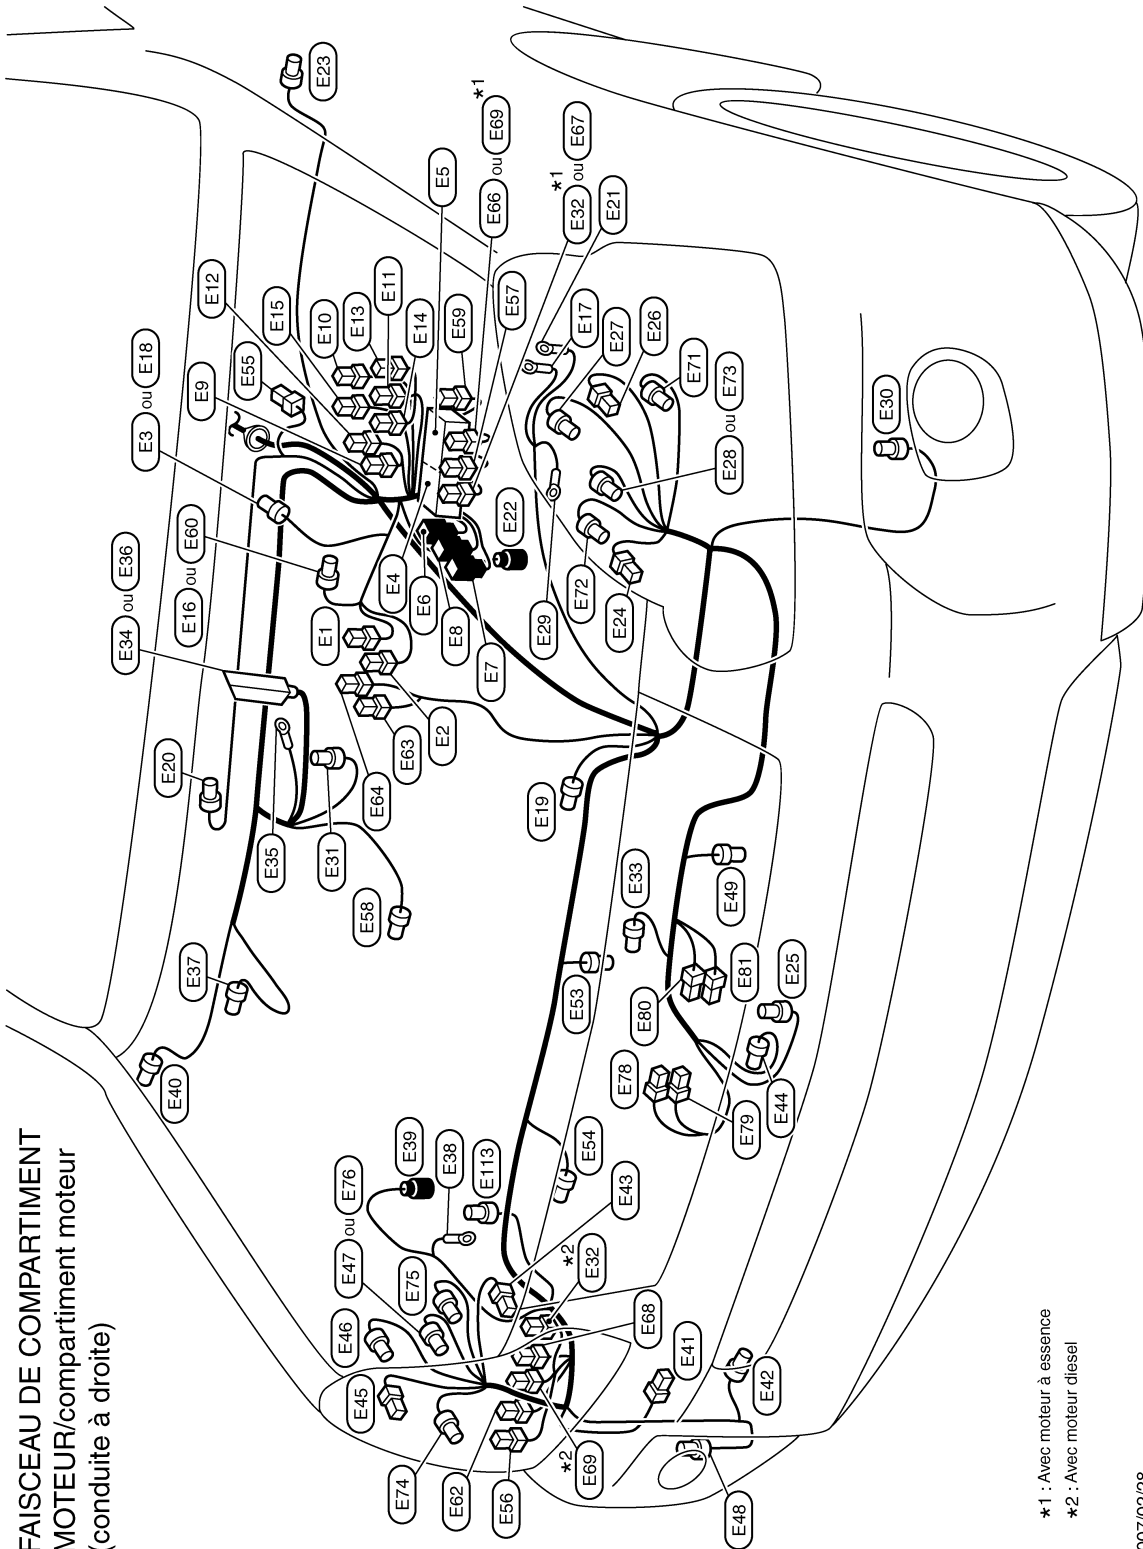 FAISCEAU DE COMPARTIMENT
MOTEUR/compartiment moteur
(conduite à droite)
E40
E37
E20
E34 ou E36
E16 ou E60
E3 ou E18
E9
E55
E12
E15
E10
E13
E11
E14
E59
E5
E66 ou E69 *1
E57
*1 E32 ou E67
E21
E23
E17
E27
E26
E71
E28 ou E73
E30
E22
E4
E6
E8
E7
E29
E72
E24
E1
E2
E63
E64
E35
E31
E58
E19
E33
E49
E53
E80
E81
E25
E78
E79
E44
E54
E43
E113
E38
E39
E47 ou E76
E75
E46
E45
E74
E62
E56
*2 E69
*2 E32
E68
E41
E42
E48
*1 : Avec moteur à essence
*2 : Avec moteur diesel